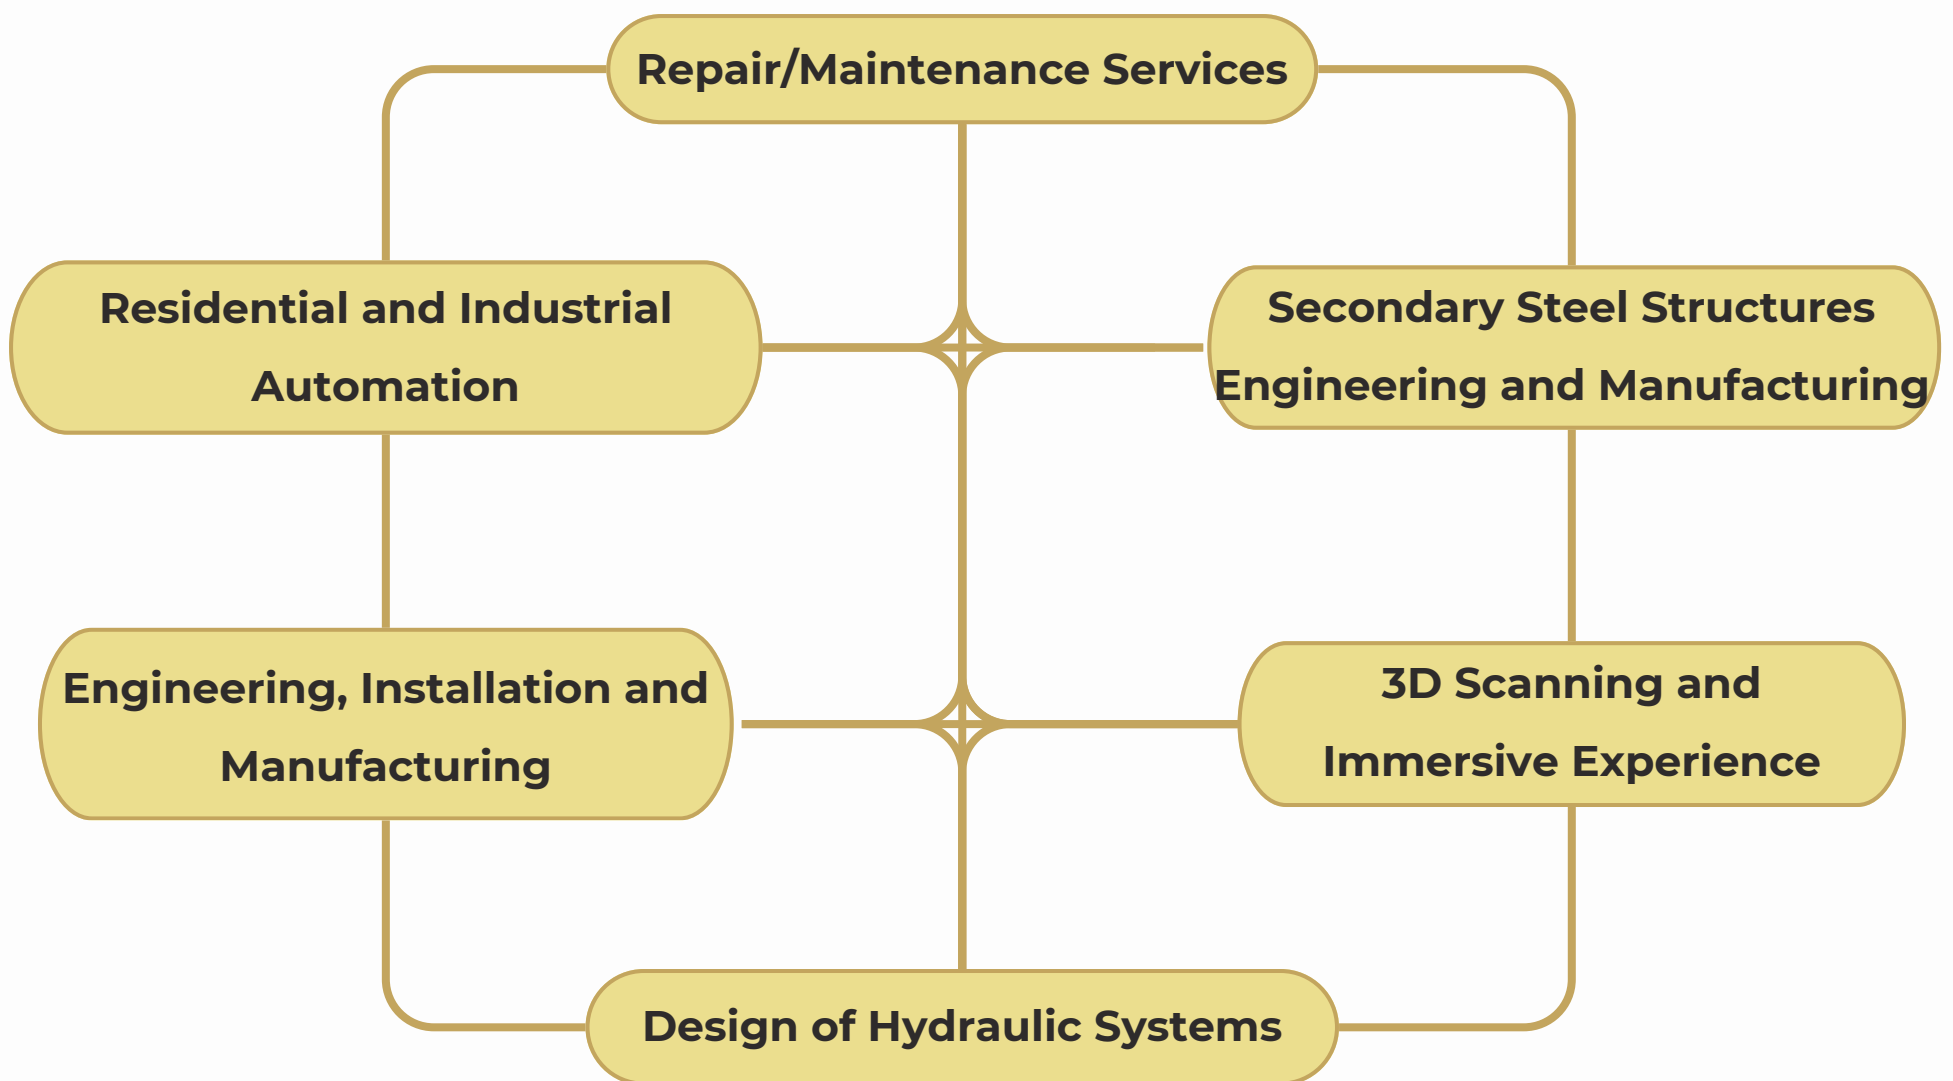 Repair/Maintenance Services
Residential and Industrial
Automation
Secondary Steel Structures
Engineering and Manufacturing
Engineering, Installation and
Manufacturing
3D Scanning and
Immersive Experience
Design of Hydraulic Systems